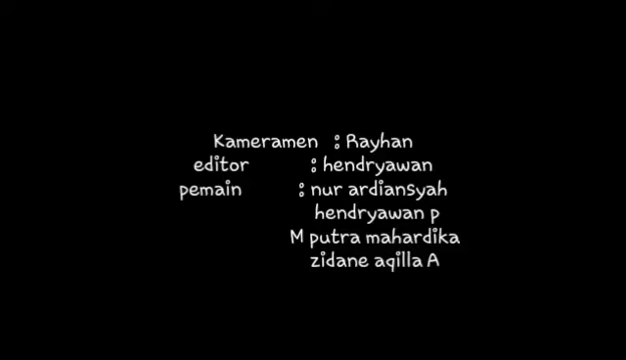 Kameramen : Rayhan
editor : hendryawan
pemain : nur ardiansyah
hendryawan p
M putra mahardika
zidane aqilla A